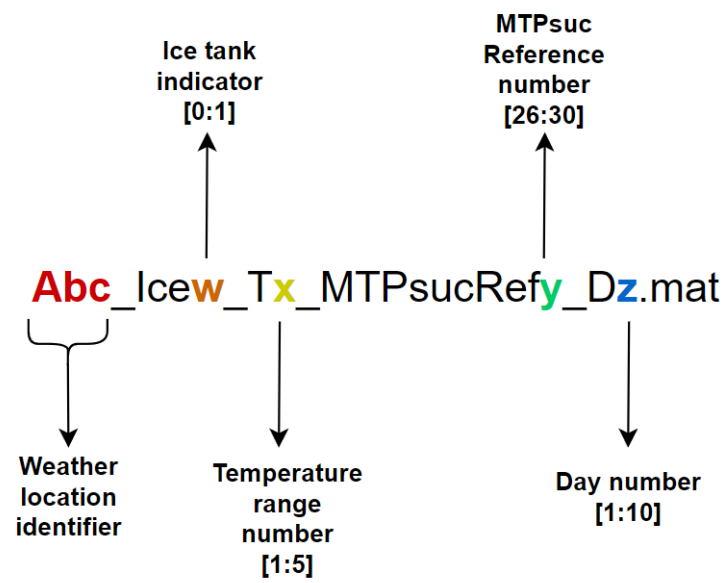 Ice tank
indicator
[0:1]
MTPsuc
Reference
number
[26:30]
Abc_Icew_Tx_MTPsucRefy_Dz.mat
Weather
location
identifier
Temperature
range
number
[1:5]
Day number
[1:10]